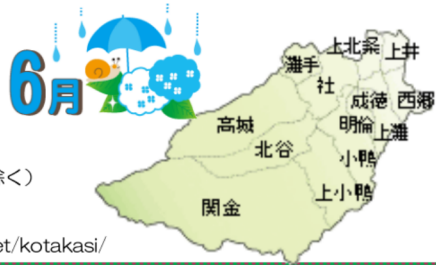 6月
上北条
上井
灘手
社
成徳
西郷
高城
明倫
上灘
北谷
小鴨
除く）
上小鴨
関金
et/kotakasi/